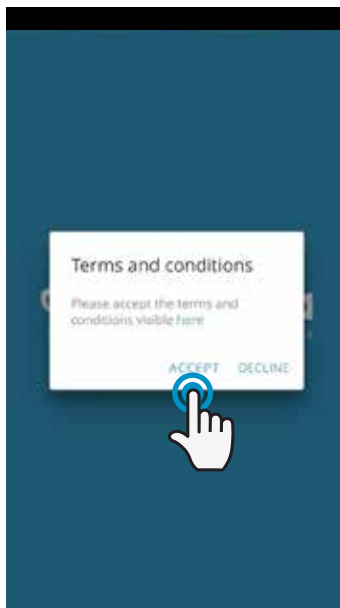 Terms and conditions
Please accept the terms and
conditions visible here
ACCEPT DECLINE